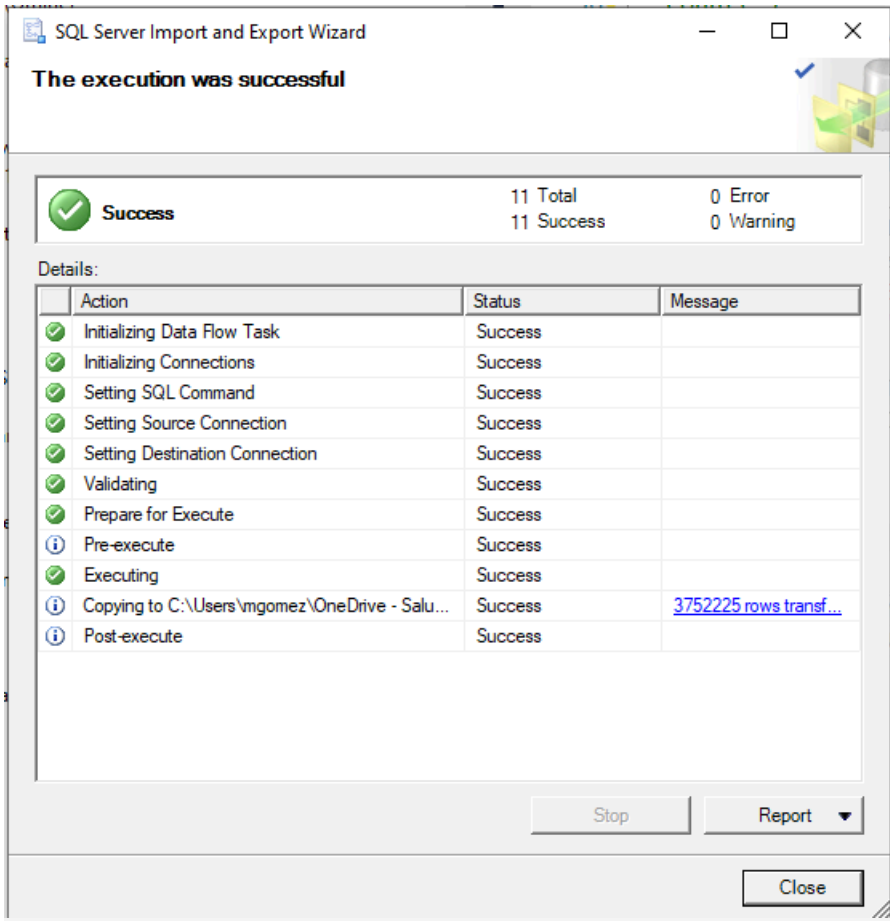 SQL Server Import and Export Wizard
The execution was successful
Success
11 Total
0 Error
11 Success
0 Warning
Details:
Action Status Message
Initializing Data Flow Task Success
Initializing Connections Success
Setting SQL Command Success
Setting Source Connection Success
Setting Destination Connection Success
Validating Success
Prepare for Execute Success
Pre-execute Success
Executing Success
Copying to C:\Users\mgomez\OneDrive - Salu... Success 3752225 rows transf...
Post-execute Success
Stop Report
Close